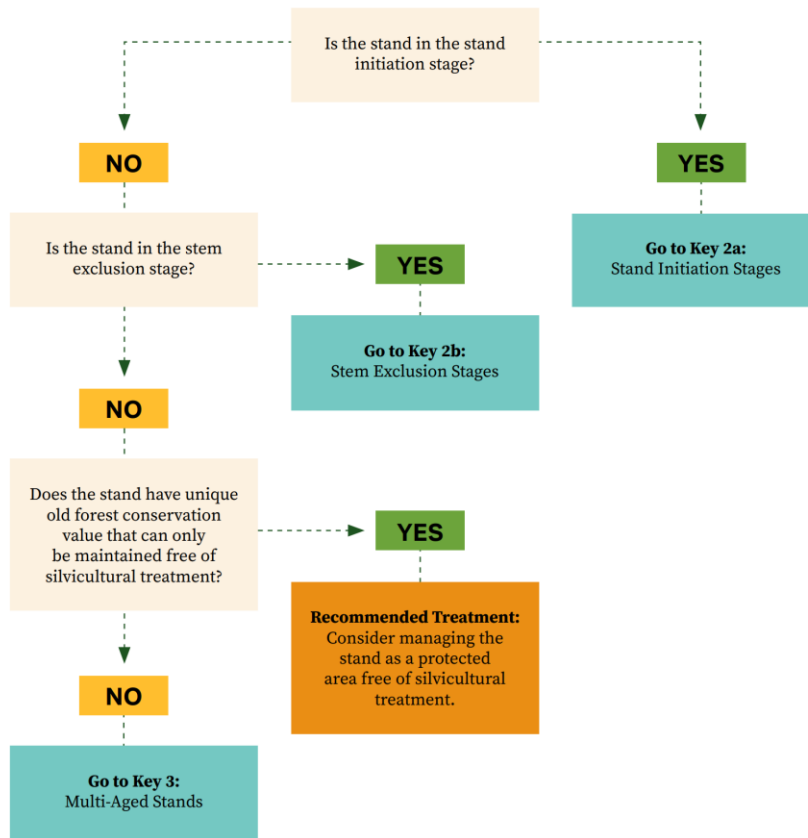 Is the stand in the stand
initiation stage?
NO
YES
Is the stand in the stem
exclusion stage?
YES
Go to Key 2a:
Stand Initiation Stages
Go to Key 2b:
Stem Exclusion Stages
NO
Does the stand have unique
old forest conservation
value that can only
be maintained free of
silvicultural treatment?
YES
Recommended Treatment:
Consider managing the
stand as a protected
area free of silvicultural
treatment.
NO
Go to Key 3:
Multi-Aged Stands